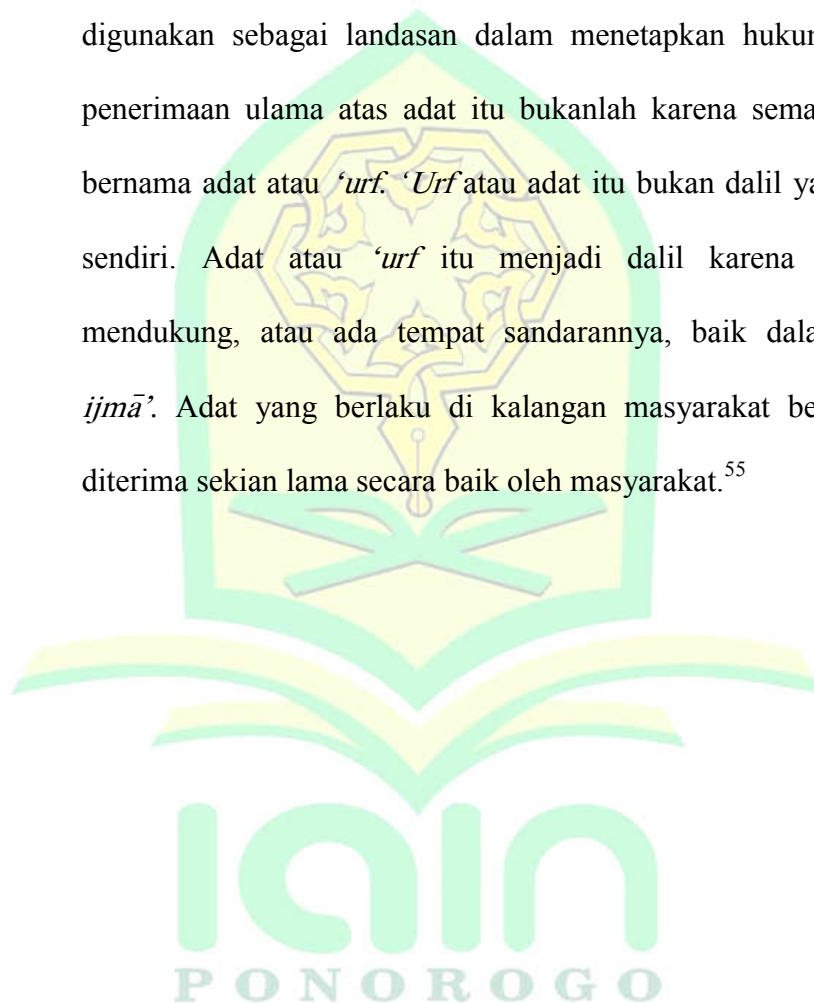 digunakan sebagai landasan dalam menetapkan hukum
penerimaan ulama atas adat itu bukanlah karena sema
bernama adat atau ‘urf. ‘Urf atau adat itu bukan dalil ya
sendiri. Adat atau ‘urf itu menjadi dalil karena
mendukung, atau ada tempat sandarannya, baik dala
ijmā’. Adat yang berlaku di kalangan masyarakat be
diterima sekian lama secara baik oleh masyarakat.55
iain
PONOROGO